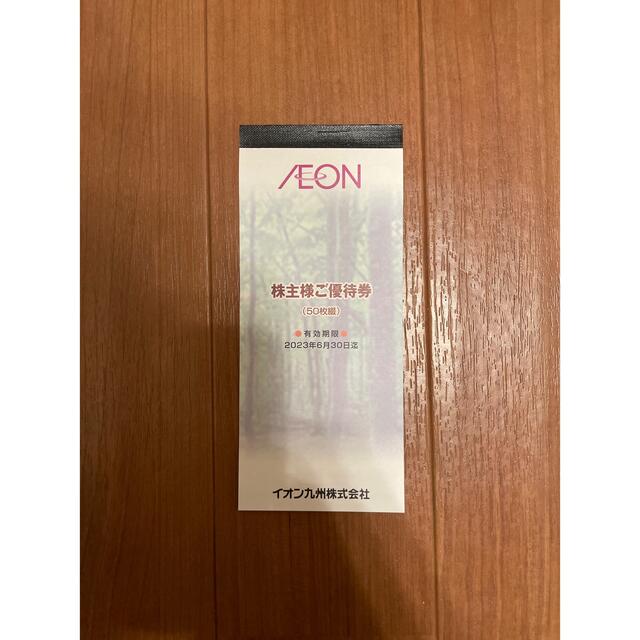 ÆON
株主様ご優待券
（50枚綴）
●有効期限●
2023年6月30日迄
イオン九州株式会社